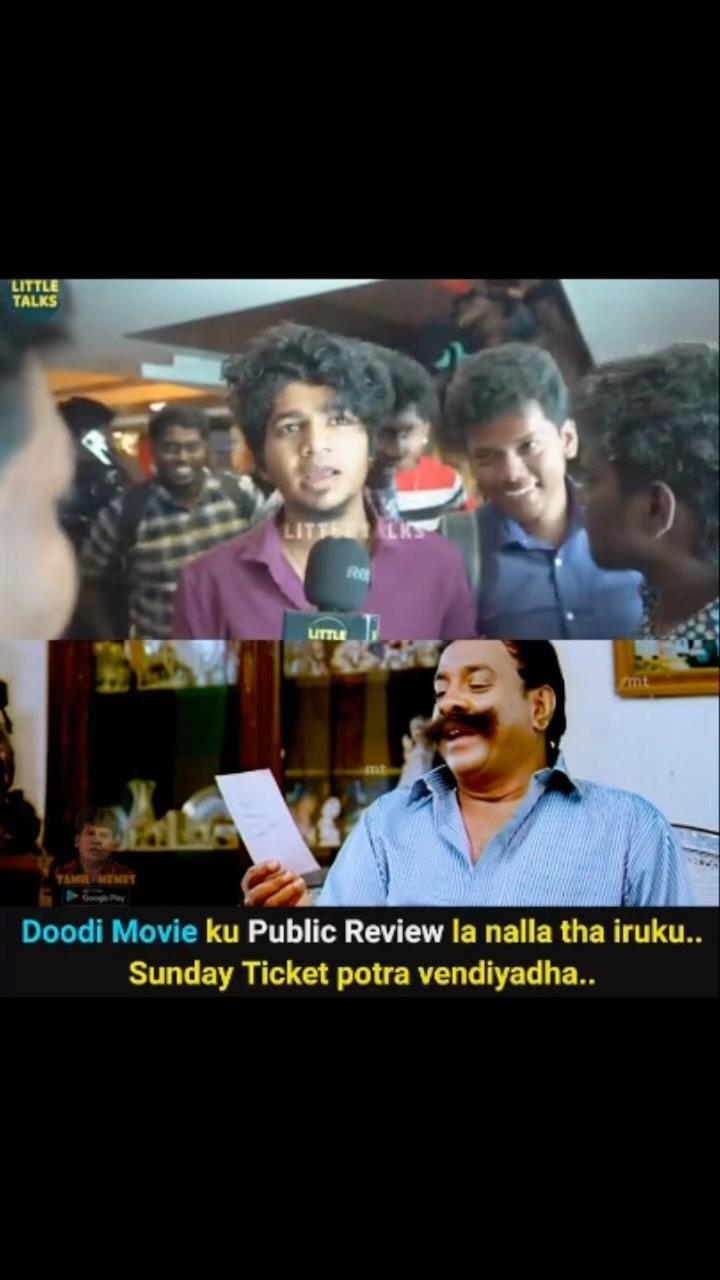 LITTLE
TALKS
LITTLE TALKS
LITTLE
mt
mt
TAMIL MEMES
Google Play
Doodi Movie ku Public Review la nalla tha iruku..
Sunday Ticket potra vendiyadha..